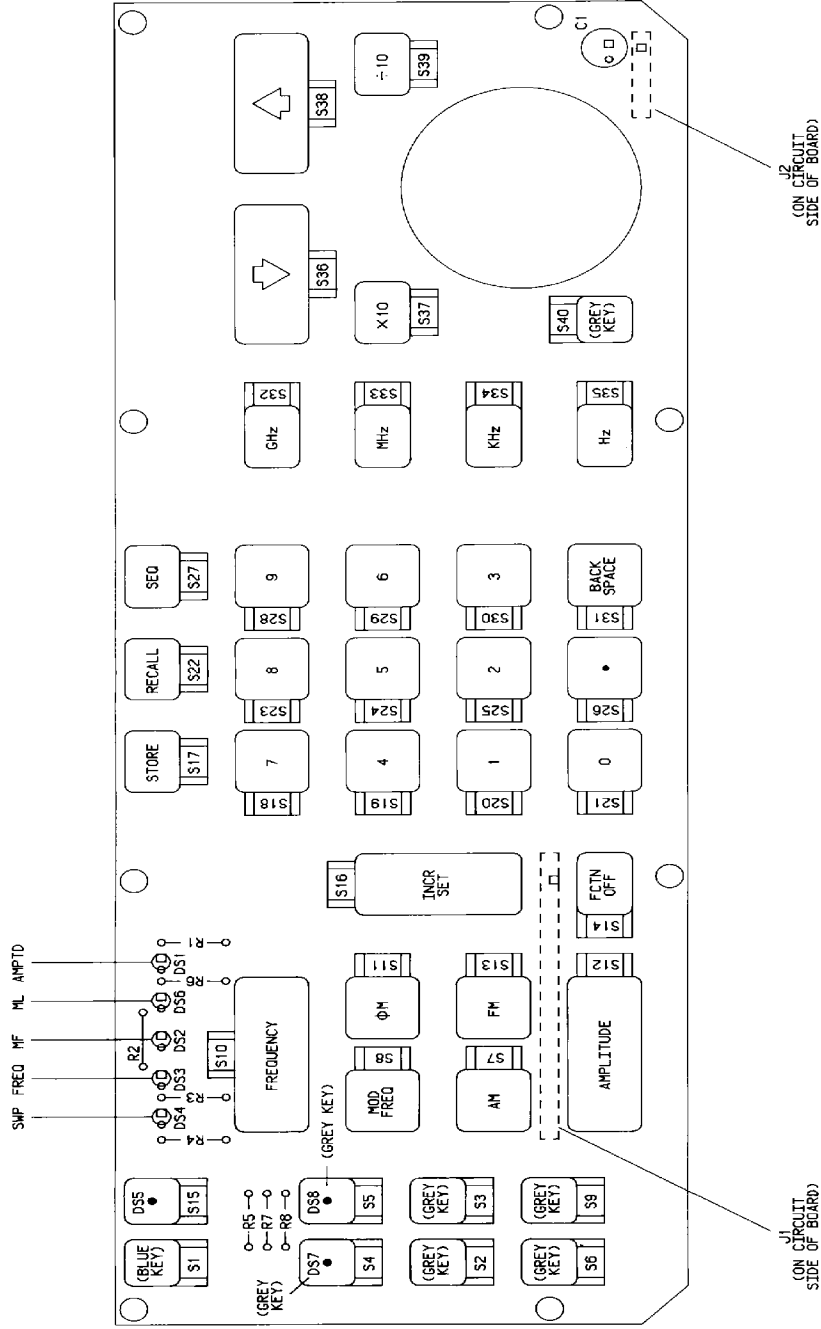 SWP FREQ MF ML AMPTD
R2
R4 DS4 R3 DS3 DS2 DS6 R6 DS1 R1
(BLUE
KEY)
S1
DS5
S15
STORE
S17
RECALL
S22
SEQ
S27
C1
R5
R7
R8
S10
FREQUENCY
S18
7
S23
8
S28
9
GHz
S32
S36
S38
(GREY
KEY)
DS7
S4
DS8
S5
(GREY KEY)
MOD
FREQ
S8
ΦM
S11
S16
INCR
SET
S19
4
S24
5
S29
6
MHz
S33
X10
S37
÷10
S39
(GREY
KEY)
S2
(GREY
KEY)
S3
AM
S7
FM
S13
S20
1
S25
2
S30
3
KHz
S34
(GREY
KEY)
S6
(GREY
KEY)
S9
AMPLITUDE
S12
S14
FCTN
OFF
S21
0
S26
•
S31
BACK
SPACE
Hz
S35
S40
(GREY
KEY)
J1
(ON CIRCUIT
SIDE OF BOARD)
J2
(ON CIRCUIT
SIDE OF BOARD)